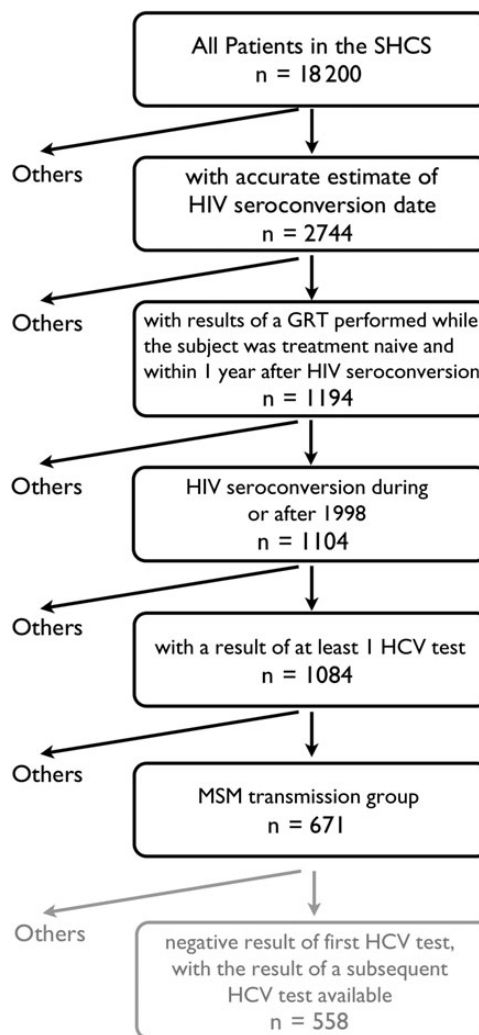 All Patients in the SHCS
n = 18 200
Others
with accurate estimate of
HIV seroconversion date
n = 2744
Others
with results of a GRT performed while
the subject was treatment naive and
within 1 year after HIV seroconversion
n = 1194
Others
HIV seroconversion during
or after 1998
n = 1104
Others
with a result of at least 1 HCV test
n = 1084
Others
MSM transmission group
n = 671
Others
negative result of first HCV test,
with the result of a subsequent
HCV test available
n = 558